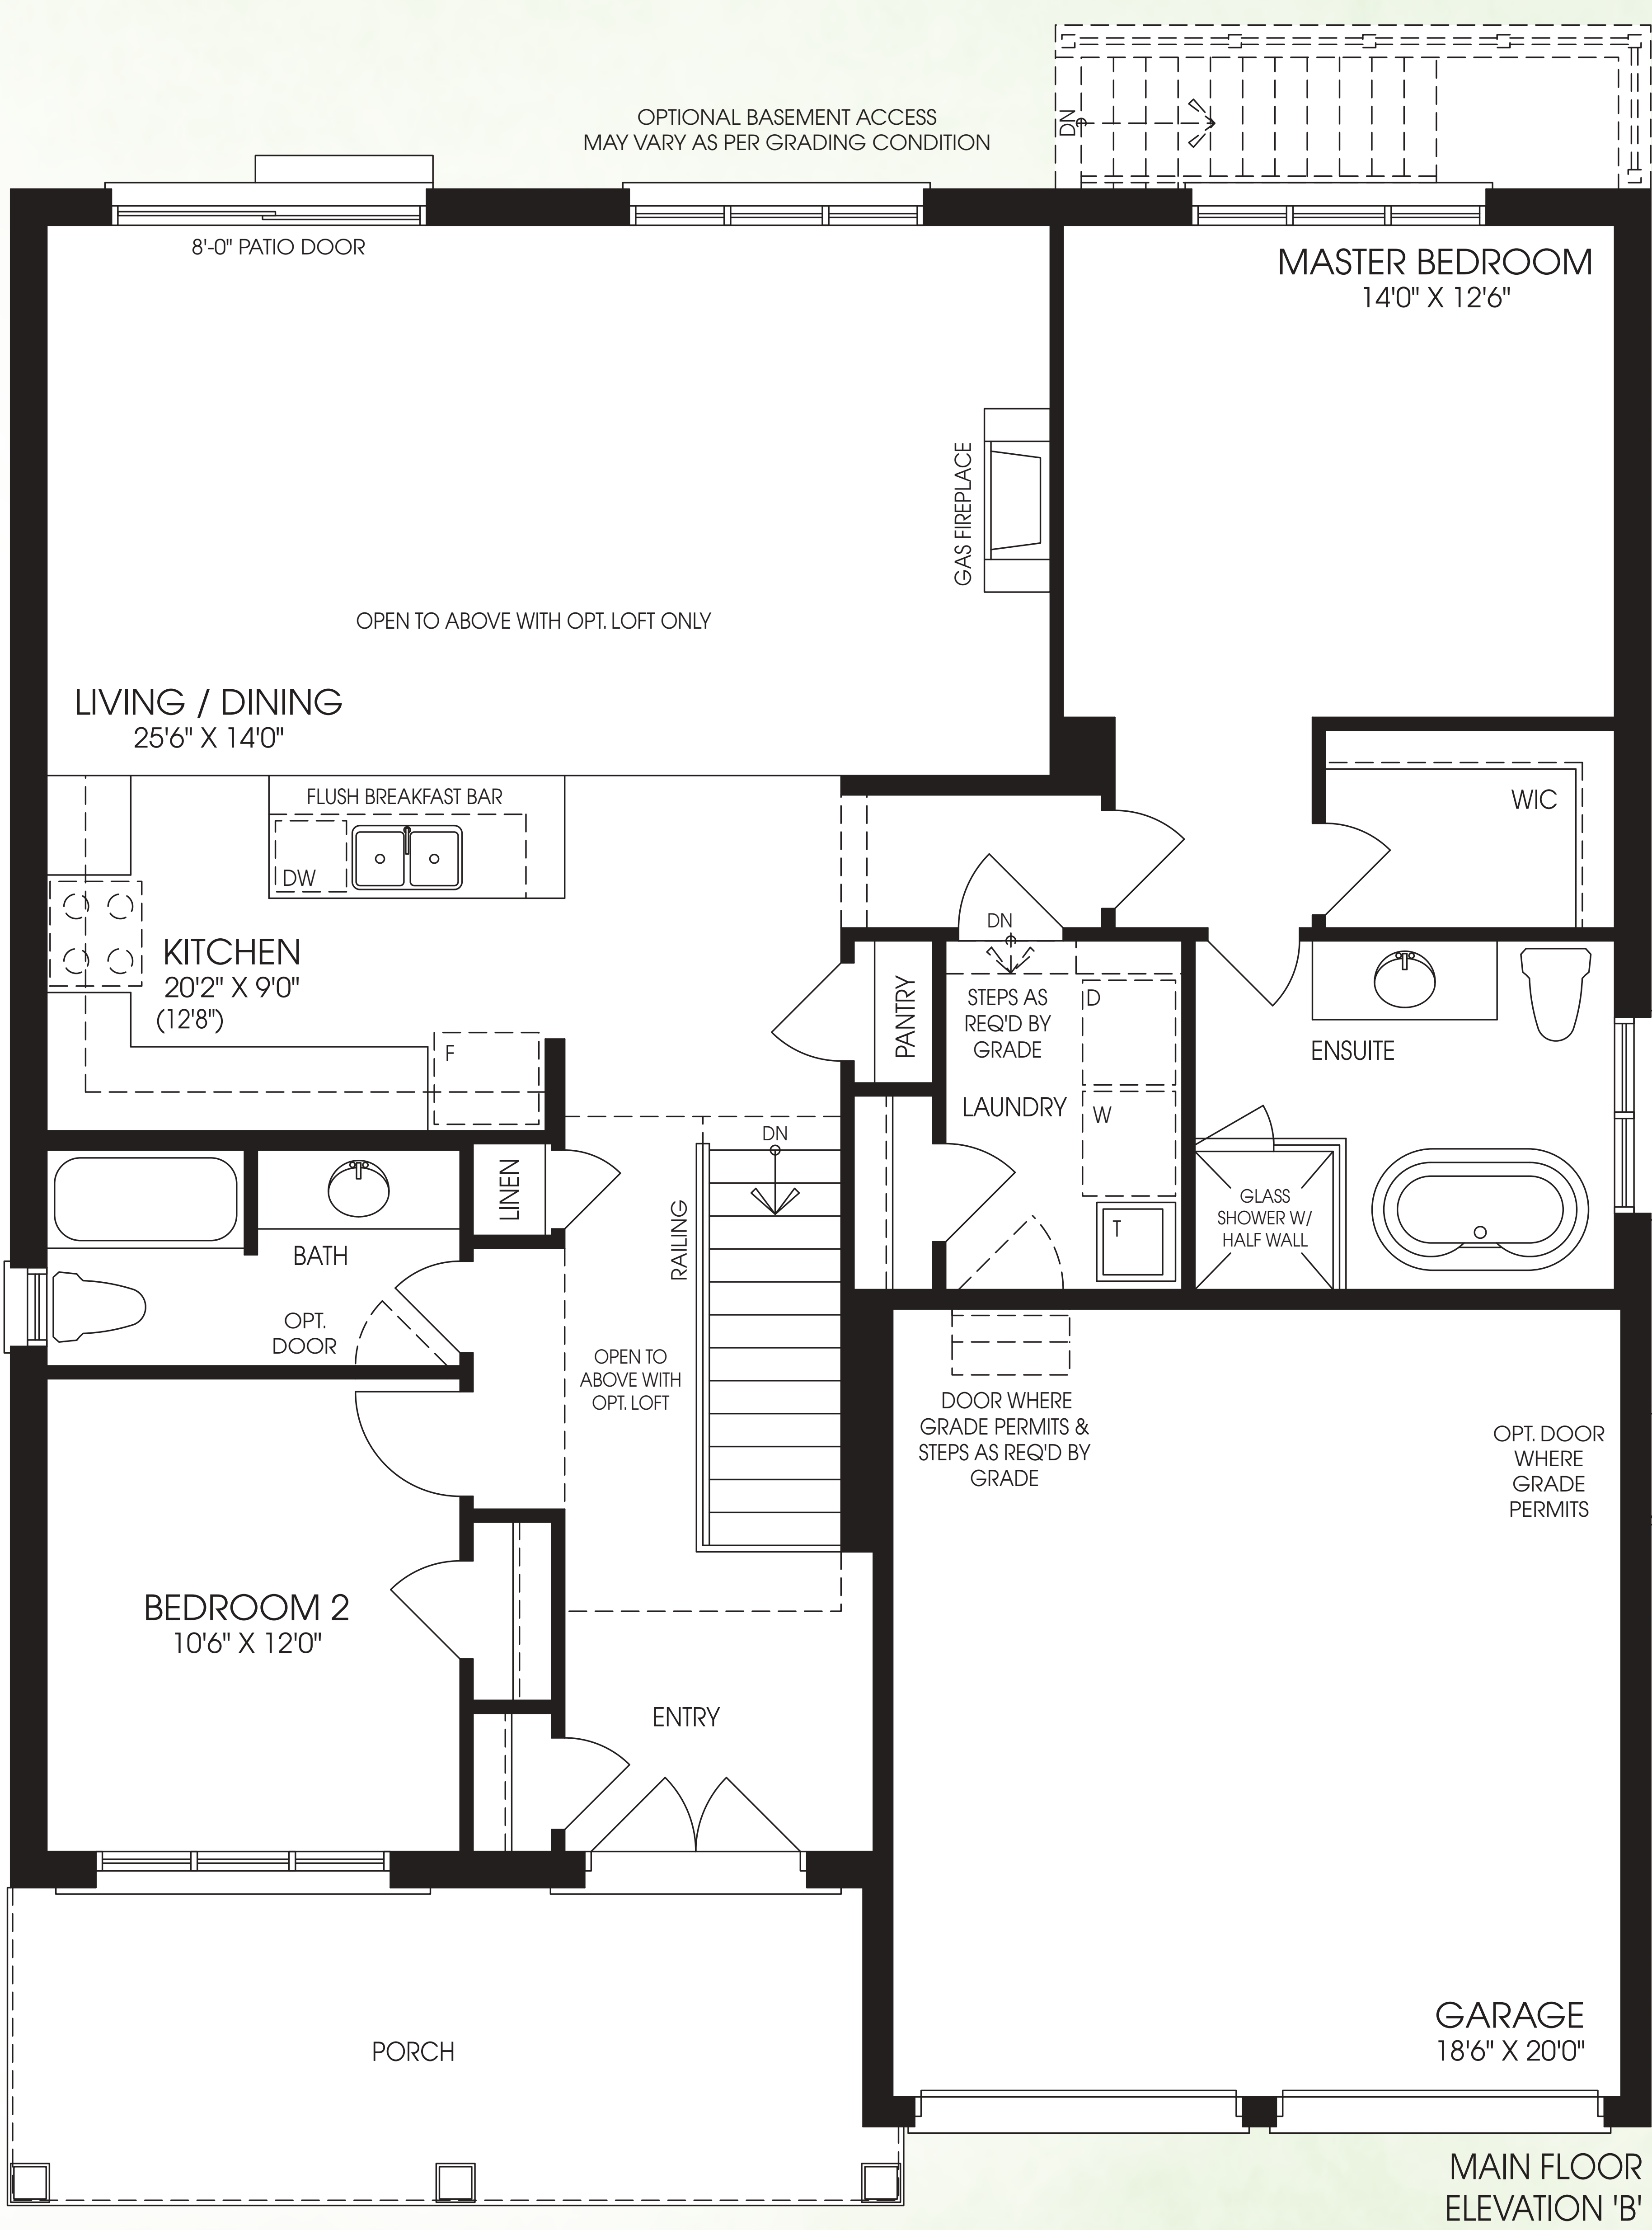 OPTIONAL BASEMENT ACCESS
MAY VARY AS PER GRADING CONDITION
DN
8'-0" PATIO DOOR
MASTER BEDROOM
14'0" X 12'6"
GAS FIREPLACE
OPEN TO ABOVE WITH OPT. LOFT ONLY
LIVING / DINING
25'6" X 14'0"
FLUSH BREAKFAST BAR
DW
WIC
KITCHEN
20'2" X 9'0"
(12'8")
F
DN
PANTRY
STEPS AS
REQ'D BY
GRADE
D
LAUNDRY
W
T
ENSUITE
GLASS
SHOWER W/
HALF WALL
LINEN
DN
RAILING
BATH
OPT.
DOOR
OPEN TO
ABOVE WITH
OPT. LOFT
DOOR WHERE
GRADE PERMITS &
STEPS AS REQ'D BY
GRADE
OPT. DOOR
WHERE
GRADE
PERMITS
BEDROOM 2
10'6" X 12'0"
ENTRY
PORCH
GARAGE
18'6" X 20'0"
MAIN FLOOR
ELEVATION 'B'